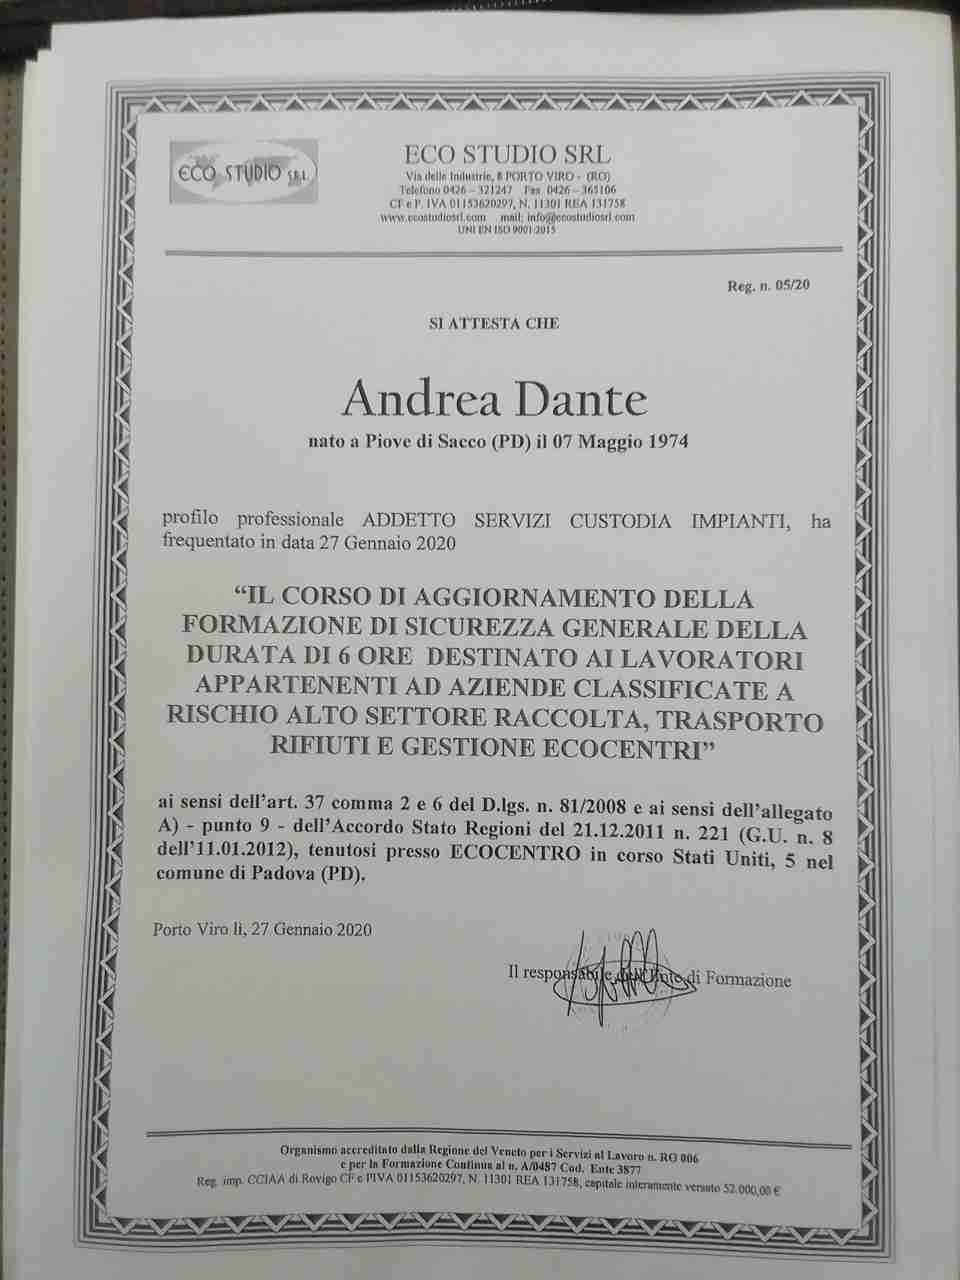 ECO STUDIO SRL
ECO STUDIO SRL
Via delle Industrie, 8 PORTO VIRO - (RO)
Telefono 0426 – 321247 Fax 0426 – 365106
CF e P. IVA 01153620297, N. 11301 REA 131758
www.ecostudiosrl.com mail; info@ecostudiosrl.com
UNI EN ISO 9001:2015
Reg. n. 05/20
SI ATTESTA CHE
Andrea Dante
nato a Piove di Sacco (PD) il 07 Maggio 1974
profilo professionale ADDETTO SERVIZI CUSTODIA IMPIANTI, ha
frequentato in data 27 Gennaio 2020
“IL CORSO DI AGGIORNAMENTO DELLA
FORMAZIONE DI SICUREZZA GENERALE DELLA
DURATA DI 6 ORE DESTINATO AI LAVORATORI
APPARTENENTI AD AZIENDE CLASSIFICATE A
RISCHIO ALTO SETTORE RACCOLTA, TRASPORTO
RIFIUTI E GESTIONE ECOCENTRI”
ai sensi dell’art. 37 comma 2 e 6 del D.lgs. n. 81/2008 e ai sensi dell’allegato
A) - punto 9 - dell’Accordo Stato Regioni del 21.12.2011 n. 221 (G.U. n. 8
dell’11.01.2012), tenutosi presso ECOCENTRO in corso Stati Uniti, 5 nel
comune di Padova (PD).
Porto Viro lì, 27 Gennaio 2020
Il responsabile dell’Ente di Formazione
Organismo accreditato dalla Regione del Veneto per i Servizi al Lavoro n. RO 006
e per la Formazione Continua al n. A/0487 Cod. Ente 3877
Reg. imp. CCIAA di Rovigo CF e PIVA 01153620297, N. 11301 REA 131758, capitale interamente versato 52.000,00 €